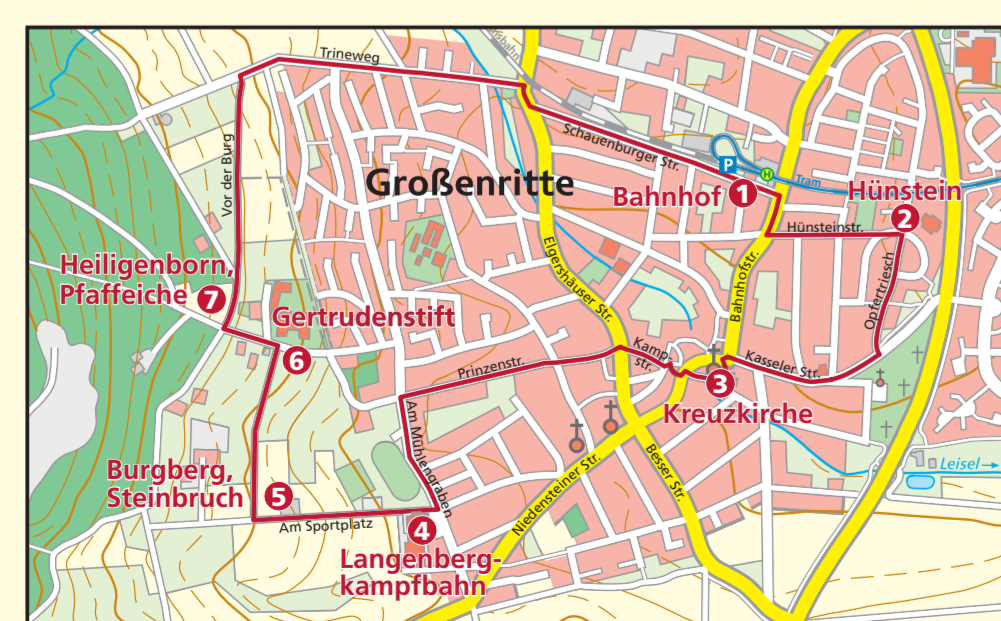 Trineweg
Schauenburger Str.
Vor der Burg
Großenritte
P
H
Tram
Bahnhof 1
Hünstein
2
Hünsteinstr.
Heiligenborn,
Pfaffeiche 7
Elgershäuser Str.
Bahnhofstr.
Opfertriesch
Gertrudenstift
6
Prinzenstr.
Kamp-
str.
Kasseler Str.
3
Kreuzkirche
Am Mühlengraben
Burgberg,
Steinbruch 5
Am Sportplatz
4
Langenberg-
kampfbahn
Niedensteiner Str.
Besser Str.
Leisel